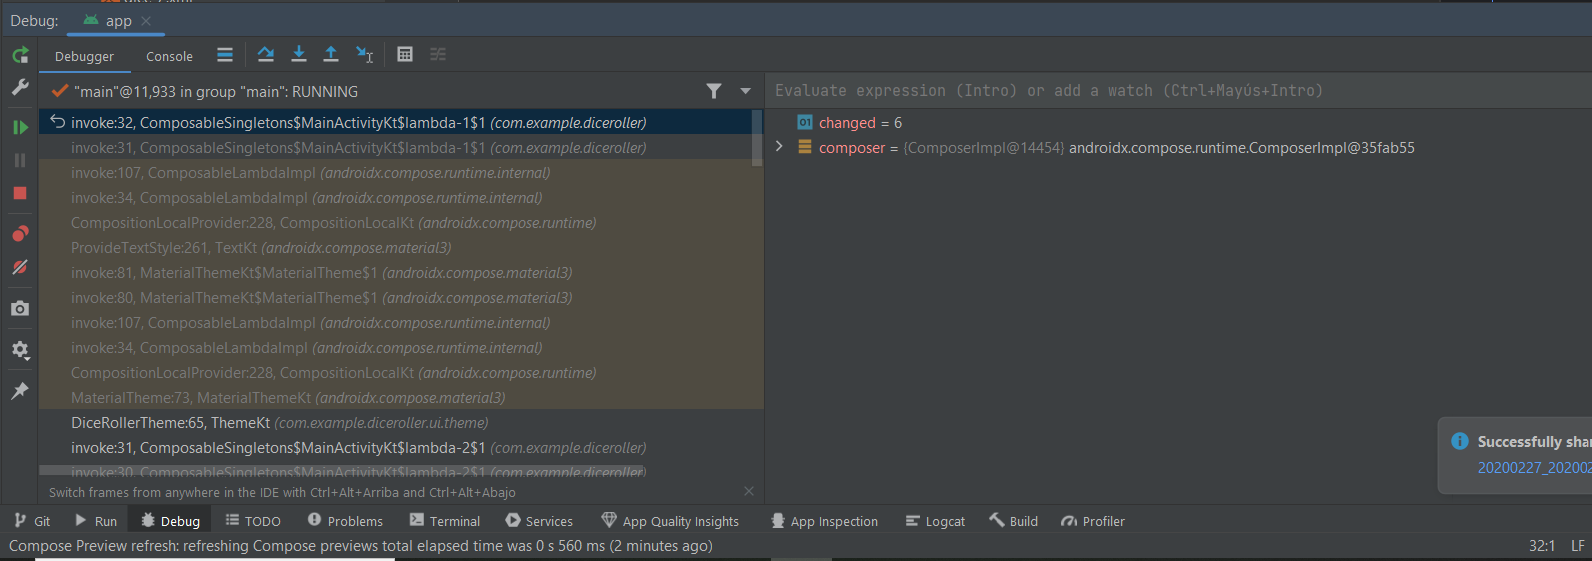 Debug: app
Debugger Console
"main"@11,933 in group "main": RUNNING
Evaluate expression (Intro) or add a watch (Ctrl+Mayús+Intro)
invoke:32, ComposableSingletons$MainActivityKt$lambda-1$1 (com.example.diceroller)
invoke:31, ComposableSingletons$MainActivityKt$lambda-1$1 (com.example.diceroller)
invoke:107, ComposableLambdaImpl (androidx.compose.runtime.internal)
invoke:34, ComposableLambdaImpl (androidx.compose.runtime.internal)
CompositionLocalProvider:228, CompositionLocalKt (androidx.compose.runtime)
ProvideTextStyle:261, TextKt (androidx.compose.material3)
invoke:81, MaterialThemeKt$MaterialTheme$1 (androidx.compose.material3)
invoke:80, MaterialThemeKt$MaterialTheme$1 (androidx.compose.material3)
invoke:107, ComposableLambdaImpl (androidx.compose.runtime.internal)
invoke:34, ComposableLambdaImpl (androidx.compose.runtime.internal)
CompositionLocalProvider:228, CompositionLocalKt (androidx.compose.runtime)
MaterialTheme:73, MaterialThemeKt (androidx.compose.material3)
DiceRollerTheme:65, ThemeKt (com.example.diceroller.ui.theme)
invoke:31, ComposableSingletons$MainActivityKt$lambda-2$1 (com.example.diceroller)
invoke:30, ComposableSingletons$MainActivityKt$lambda-2$1 (com.example.diceroller)
Switch frames from anywhere in the IDE with Ctrl+Alt+Arriba and Ctrl+Alt+Abajo
01 changed = 6
composer = {ComposerImpl@14454} androidx.compose.runtime.ComposerImpl@35fab55
Successfully shar
20200227_20200
Git Run Debug TODO Problems Terminal Services App Quality Insights App Inspection Logcat Build Profiler
Compose Preview refresh: refreshing Compose previews total elapsed time was 0 s 560 ms (2 minutes ago)
32:1 LF